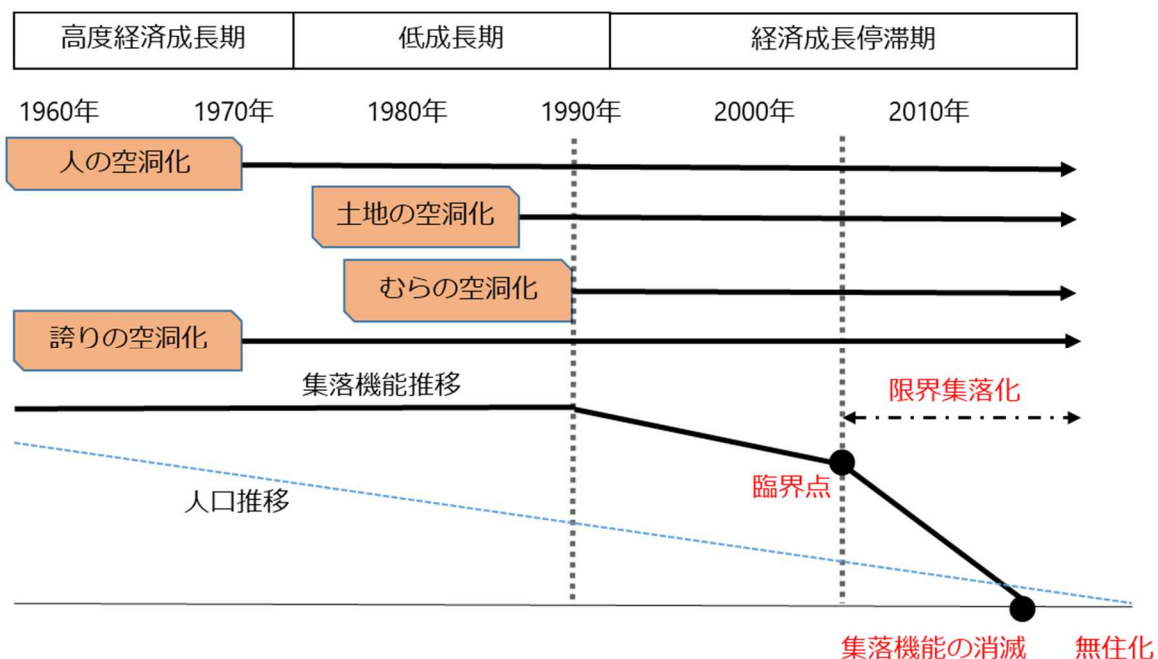 高度経済成長期 低成長期 経済成長停滞期
1960年 1970年 1980年 1990年 2000年 2010年
人の空洞化
土地の空洞化
むらの空洞化
誇りの空洞化
集落機能推移
限界集落化
臨界点
人口推移
集落機能の消滅 無住化